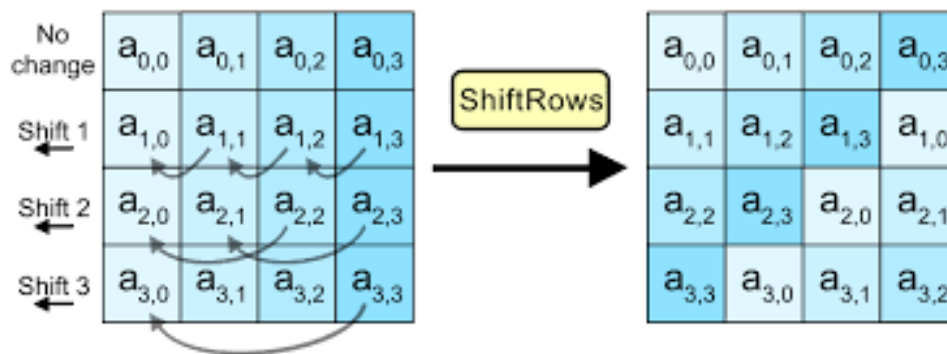 No change
a0,0 a0,1 a0,2 a0,3
Shift 1
a1,0 a1,1 a1,2 a1,3
Shift 2
a2,0 a2,1 a2,2 a2,3
Shift 3
a3,0 a3,1 a3,2 a3,3
ShiftRows
a0,0 a0,1 a0,2 a0,3
a1,1 a1,2 a1,3 a1,0
a2,2 a2,3 a2,0 a2,1
a3,3 a3,0 a3,1 a3,2